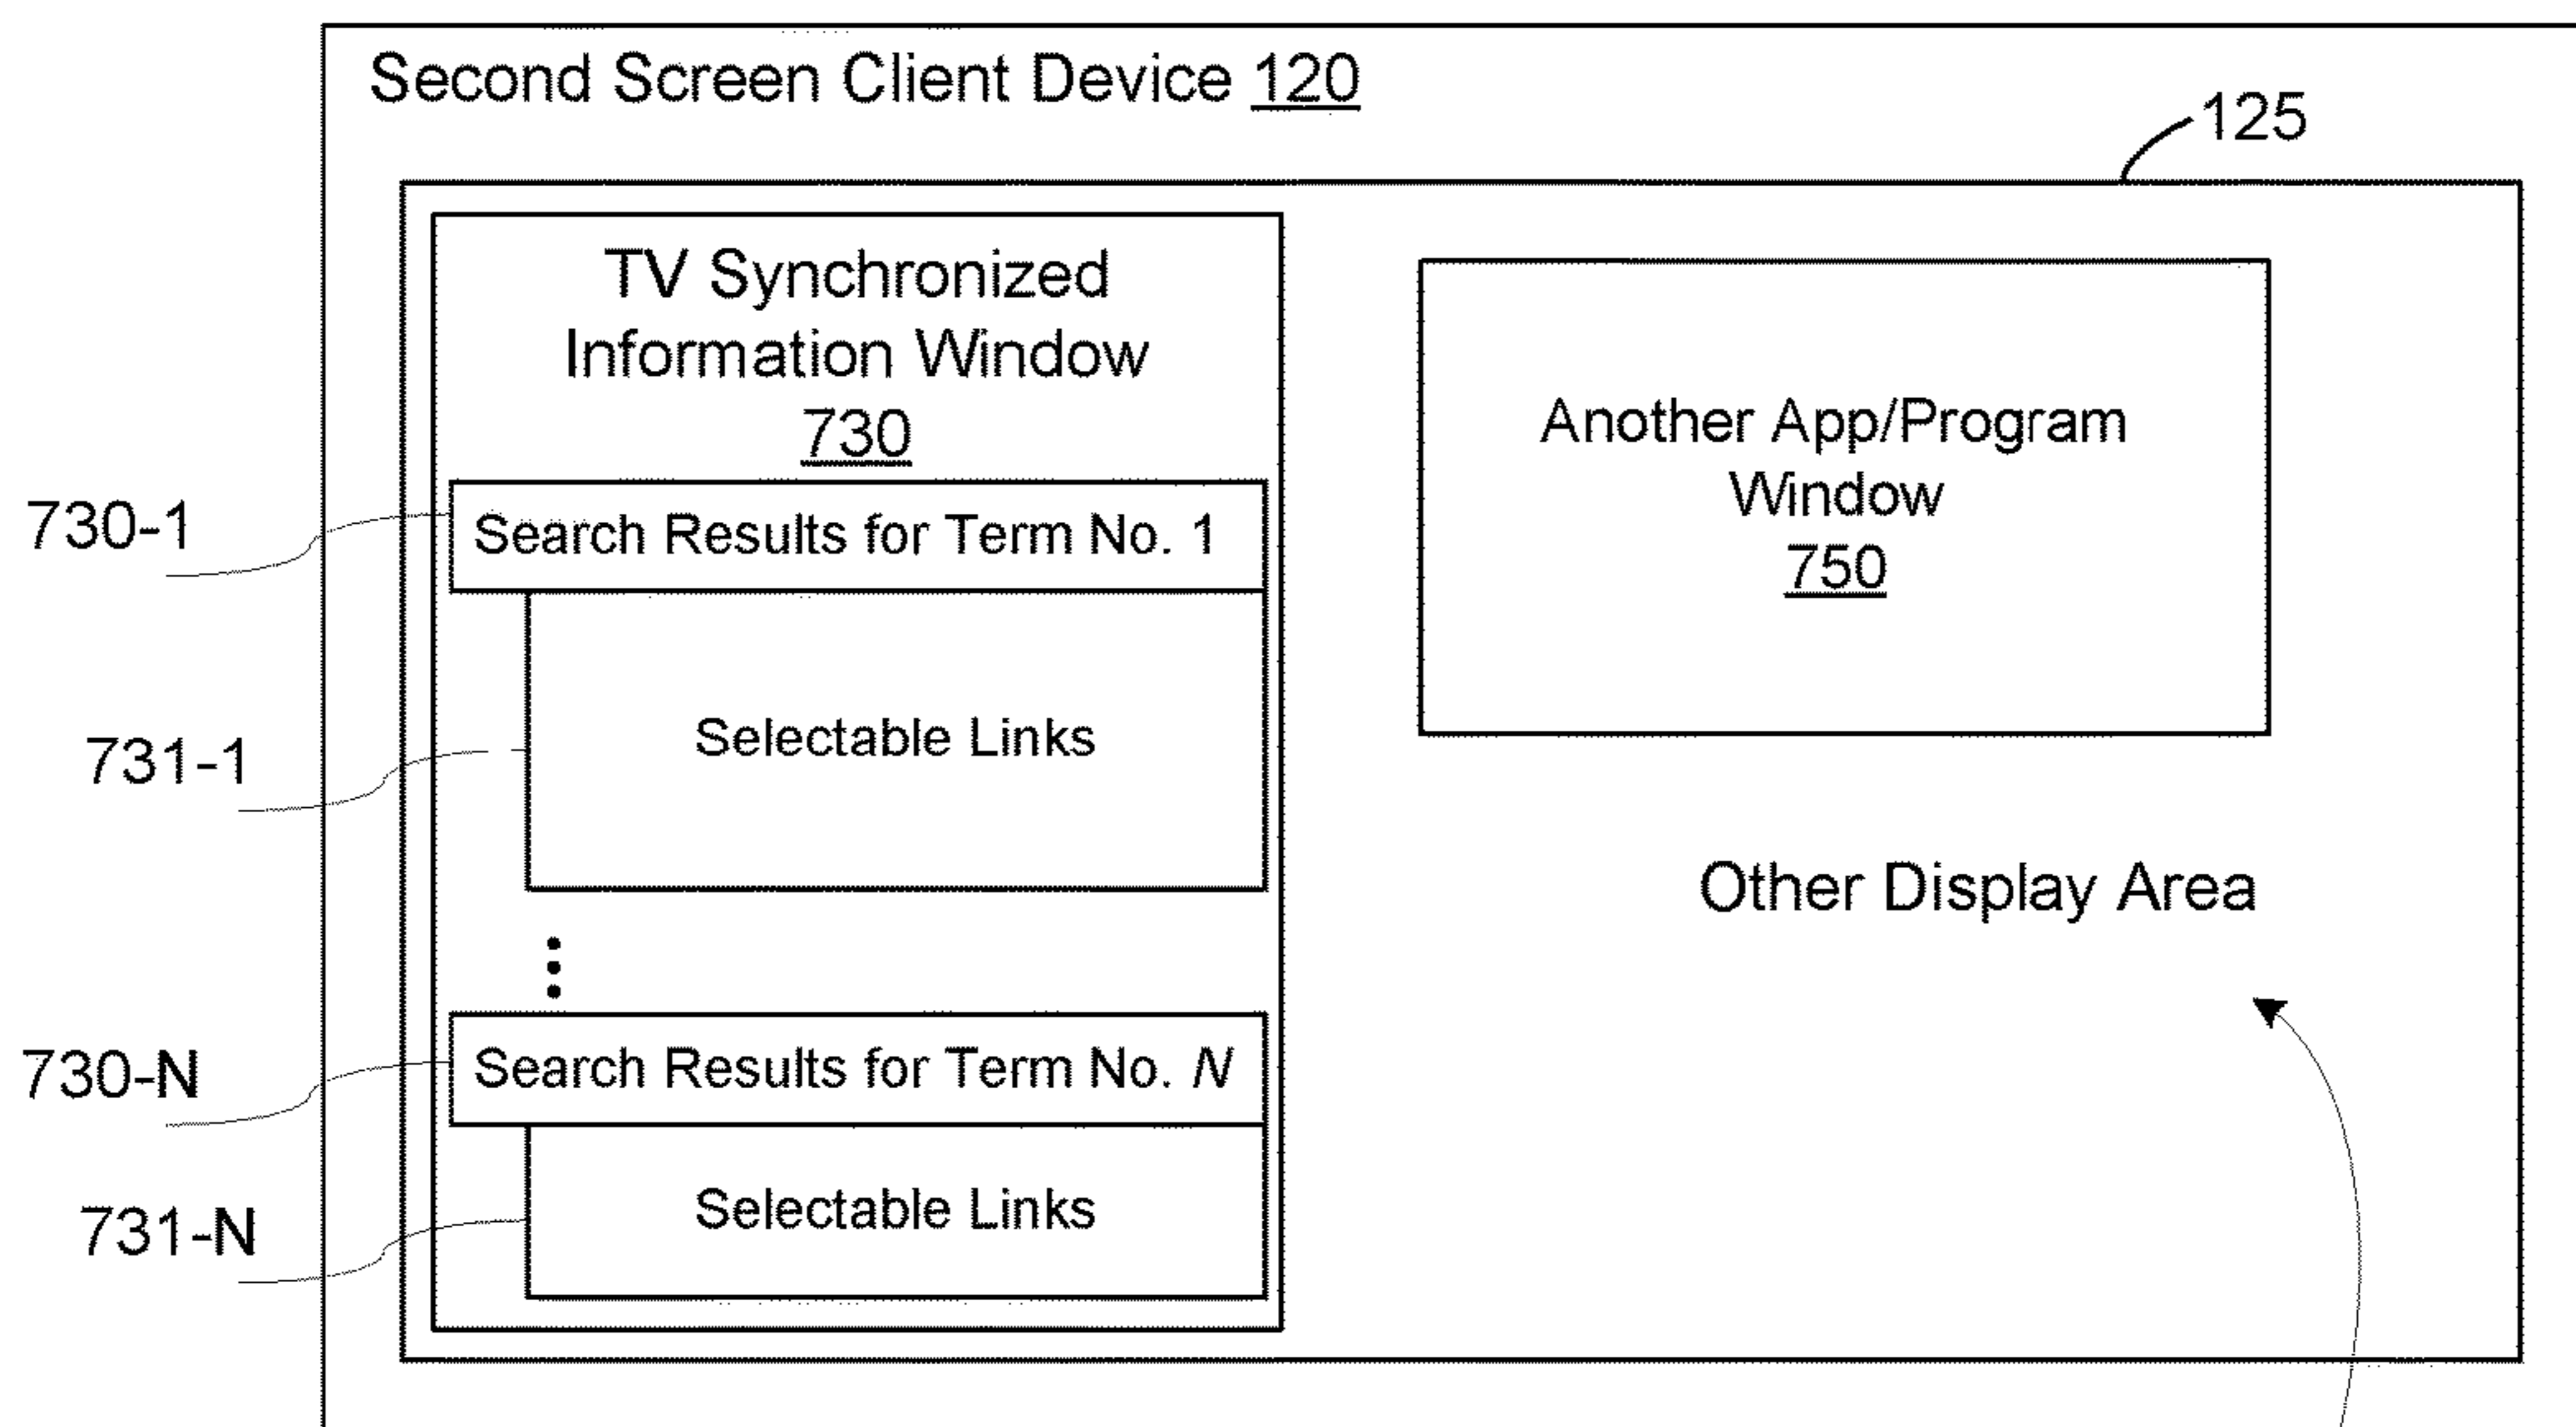 Second Screen Client Device 120
125
TV Synchronized
Information Window
730
730-1
Search Results for Term No. 1
731-1
Selectable Links
730-N
Search Results for Term No. N
731-N
Selectable Links
Another App/Program
Window
750
Other Display Area